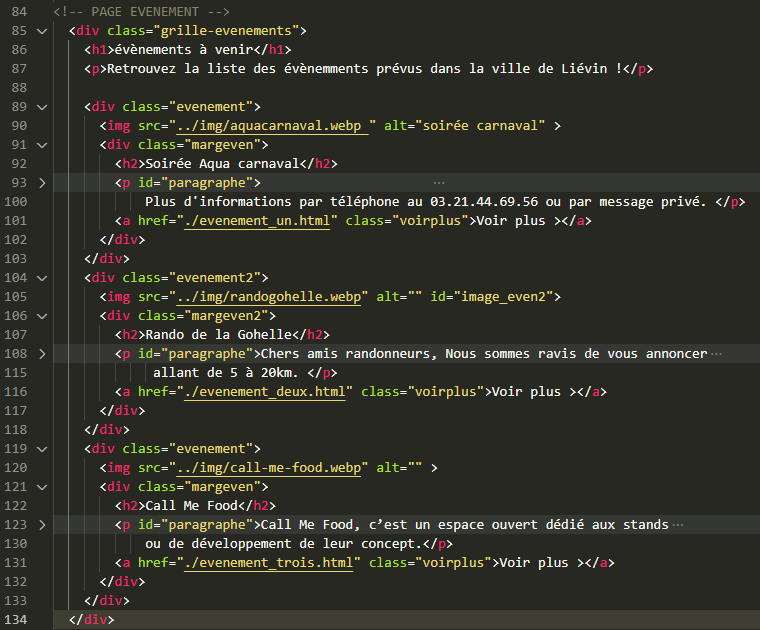 84 <!-- PAGE EVENEMENT -->
85 <div class="grille-evenements">
86 <h1>évènements à venir</h1>
87 <p>Retrouvez la liste des évènemments prévus dans la ville de Liévin !</p>
88
89 <div class="evenement">
90 <img src="../img/aquacarnaval.webp " alt="soirée carnaval" >
91 <div class="margeven">
92 <h2>Soirée Aqua carnaval</h2>
93 <p id="paragraphe"> ···
100 Plus d'informations par téléphone au 03.21.44.69.56 ou par message privé. </p>
101 <a href="./evenement_un.html" class="voirplus">Voir plus ></a>
102 </div>
103 </div>
104 <div class="evenement2">
105 <img src="../img/randogohelle.webp" alt="" id="image_even2">
106 <div class="margeven2">
107 <h2>Rando de la Gohelle</h2>
108 <p id="paragraphe">Chers amis randonneurs, Nous sommes ravis de vous annoncer···
115 allant de 5 à 20km. </p>
116 <a href="./evenement_deux.html" class="voirplus">Voir plus ></a>
117 </div>
118 </div>
119 <div class="evenement">
120 <img src="../img/call-me-food.webp" alt="" >
121 <div class="margeven">
122 <h2>Call Me Food</h2>
123 <p id="paragraphe">Call Me Food, c’est un espace ouvert dédié aux stands···
130 ou de développement de leur concept.</p>
131 <a href="./evenement_trois.html" class="voirplus">Voir plus ></a>
132 </div>
133 </div>
134 </div>